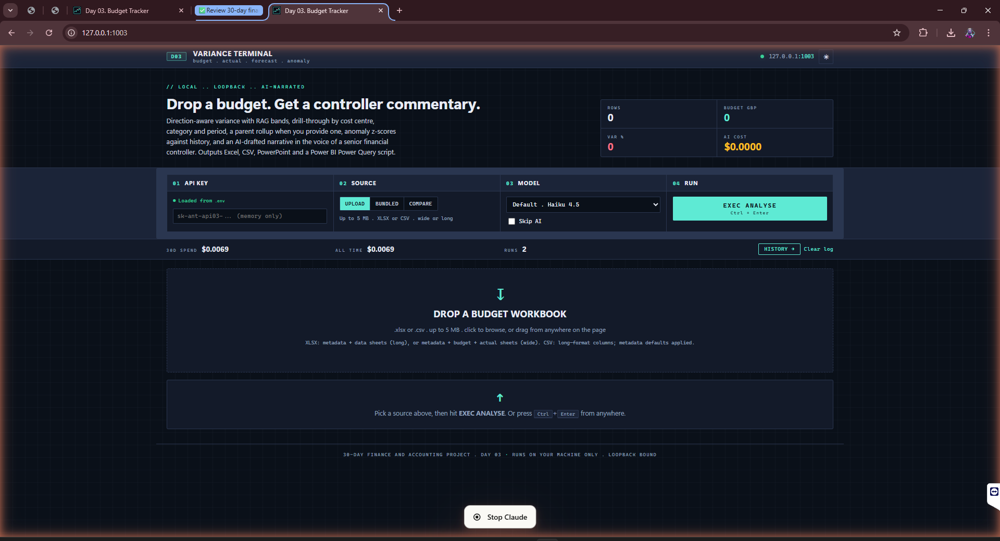 Day 03. Budget Tracker
✅ Review 30-day fina
Day 03. Budget Tracker
127.0.0.1:1003
D03
VARIANCE TERMINAL
budget . actual . forecast . anomaly
127.0.0.1:1003
// LOCAL .. LOOPBACK .. AI-NARRATED
Drop a budget. Get a controller commentary.
Direction-aware variance with RAG bands, drill-through by cost centre,
category and period, a parent rollup when you provide one, anomaly z-scores
against history, and an AI-drafted narrative in the voice of a senior financial
controller. Outputs Excel, CSV, PowerPoint and a Power BI Power Query script.
ROWS
0
BUDGET GBP
0
VAR %
0
AI COST
$0.0000
01 API KEY
Loaded from .env
sk-ant-api03-... (memory only)
02 SOURCE
UPLOAD BUNDLED COMPARE
Up to 5 MB . XLSX or CSV . wide or long
03 MODEL
Default . Haiku 4.5
Skip AI
04 RUN
EXEC ANALYSE
Ctrl + Enter
30D SPEND $0.0069
ALL TIME $0.0069
RUNS 2
HISTORY →
Clear log
DROP A BUDGET WORKBOOK
.xlsx or .csv . up to 5 MB . click to browse, or drag from anywhere on the page
XLSX: metadata + data sheets (long), or metadata + budget + actual sheets (wide). CSV: long-format columns; metadata defaults applied.
Pick a source above, then hit EXEC ANALYSE. Or press Ctrl + Enter from anywhere.
30-DAY FINANCE AND ACCOUNTING PROJECT . DAY 03 · RUNS ON YOUR MACHINE ONLY . LOOPBACK BOUND
Stop Claude